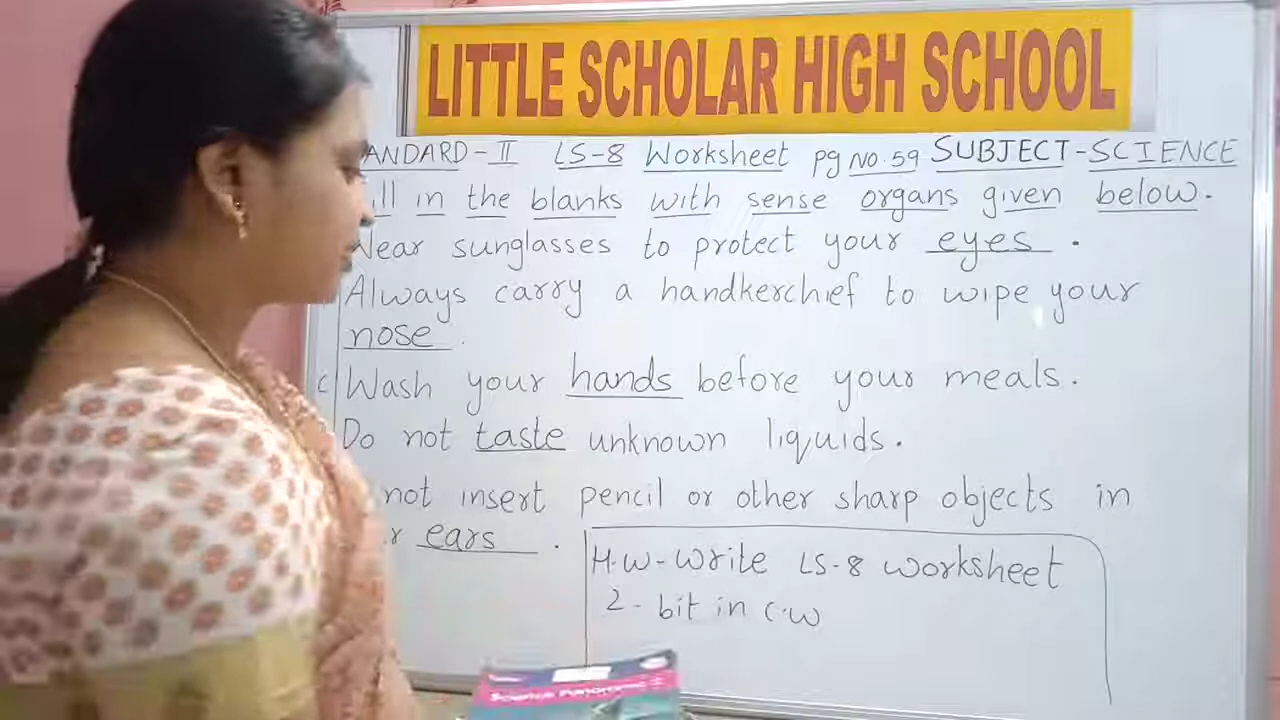 LITTLE SCHOLAR HIGH SCHOOL
ANDARD-II LS-8 Worksheet pg No.59 SUBJECT-SCIENCE
ill in the blanks with sense organs given below.
Wear sunglasses to protect your eyes.
Always carry a handkerchief to wipe your
nose.
c Wash your hands before your meals.
Do not taste unknown liquids.
not insert pencil or other sharp objects in
r ears.
H.W-Write LS-8 worksheet
2-bit in C.W
Science